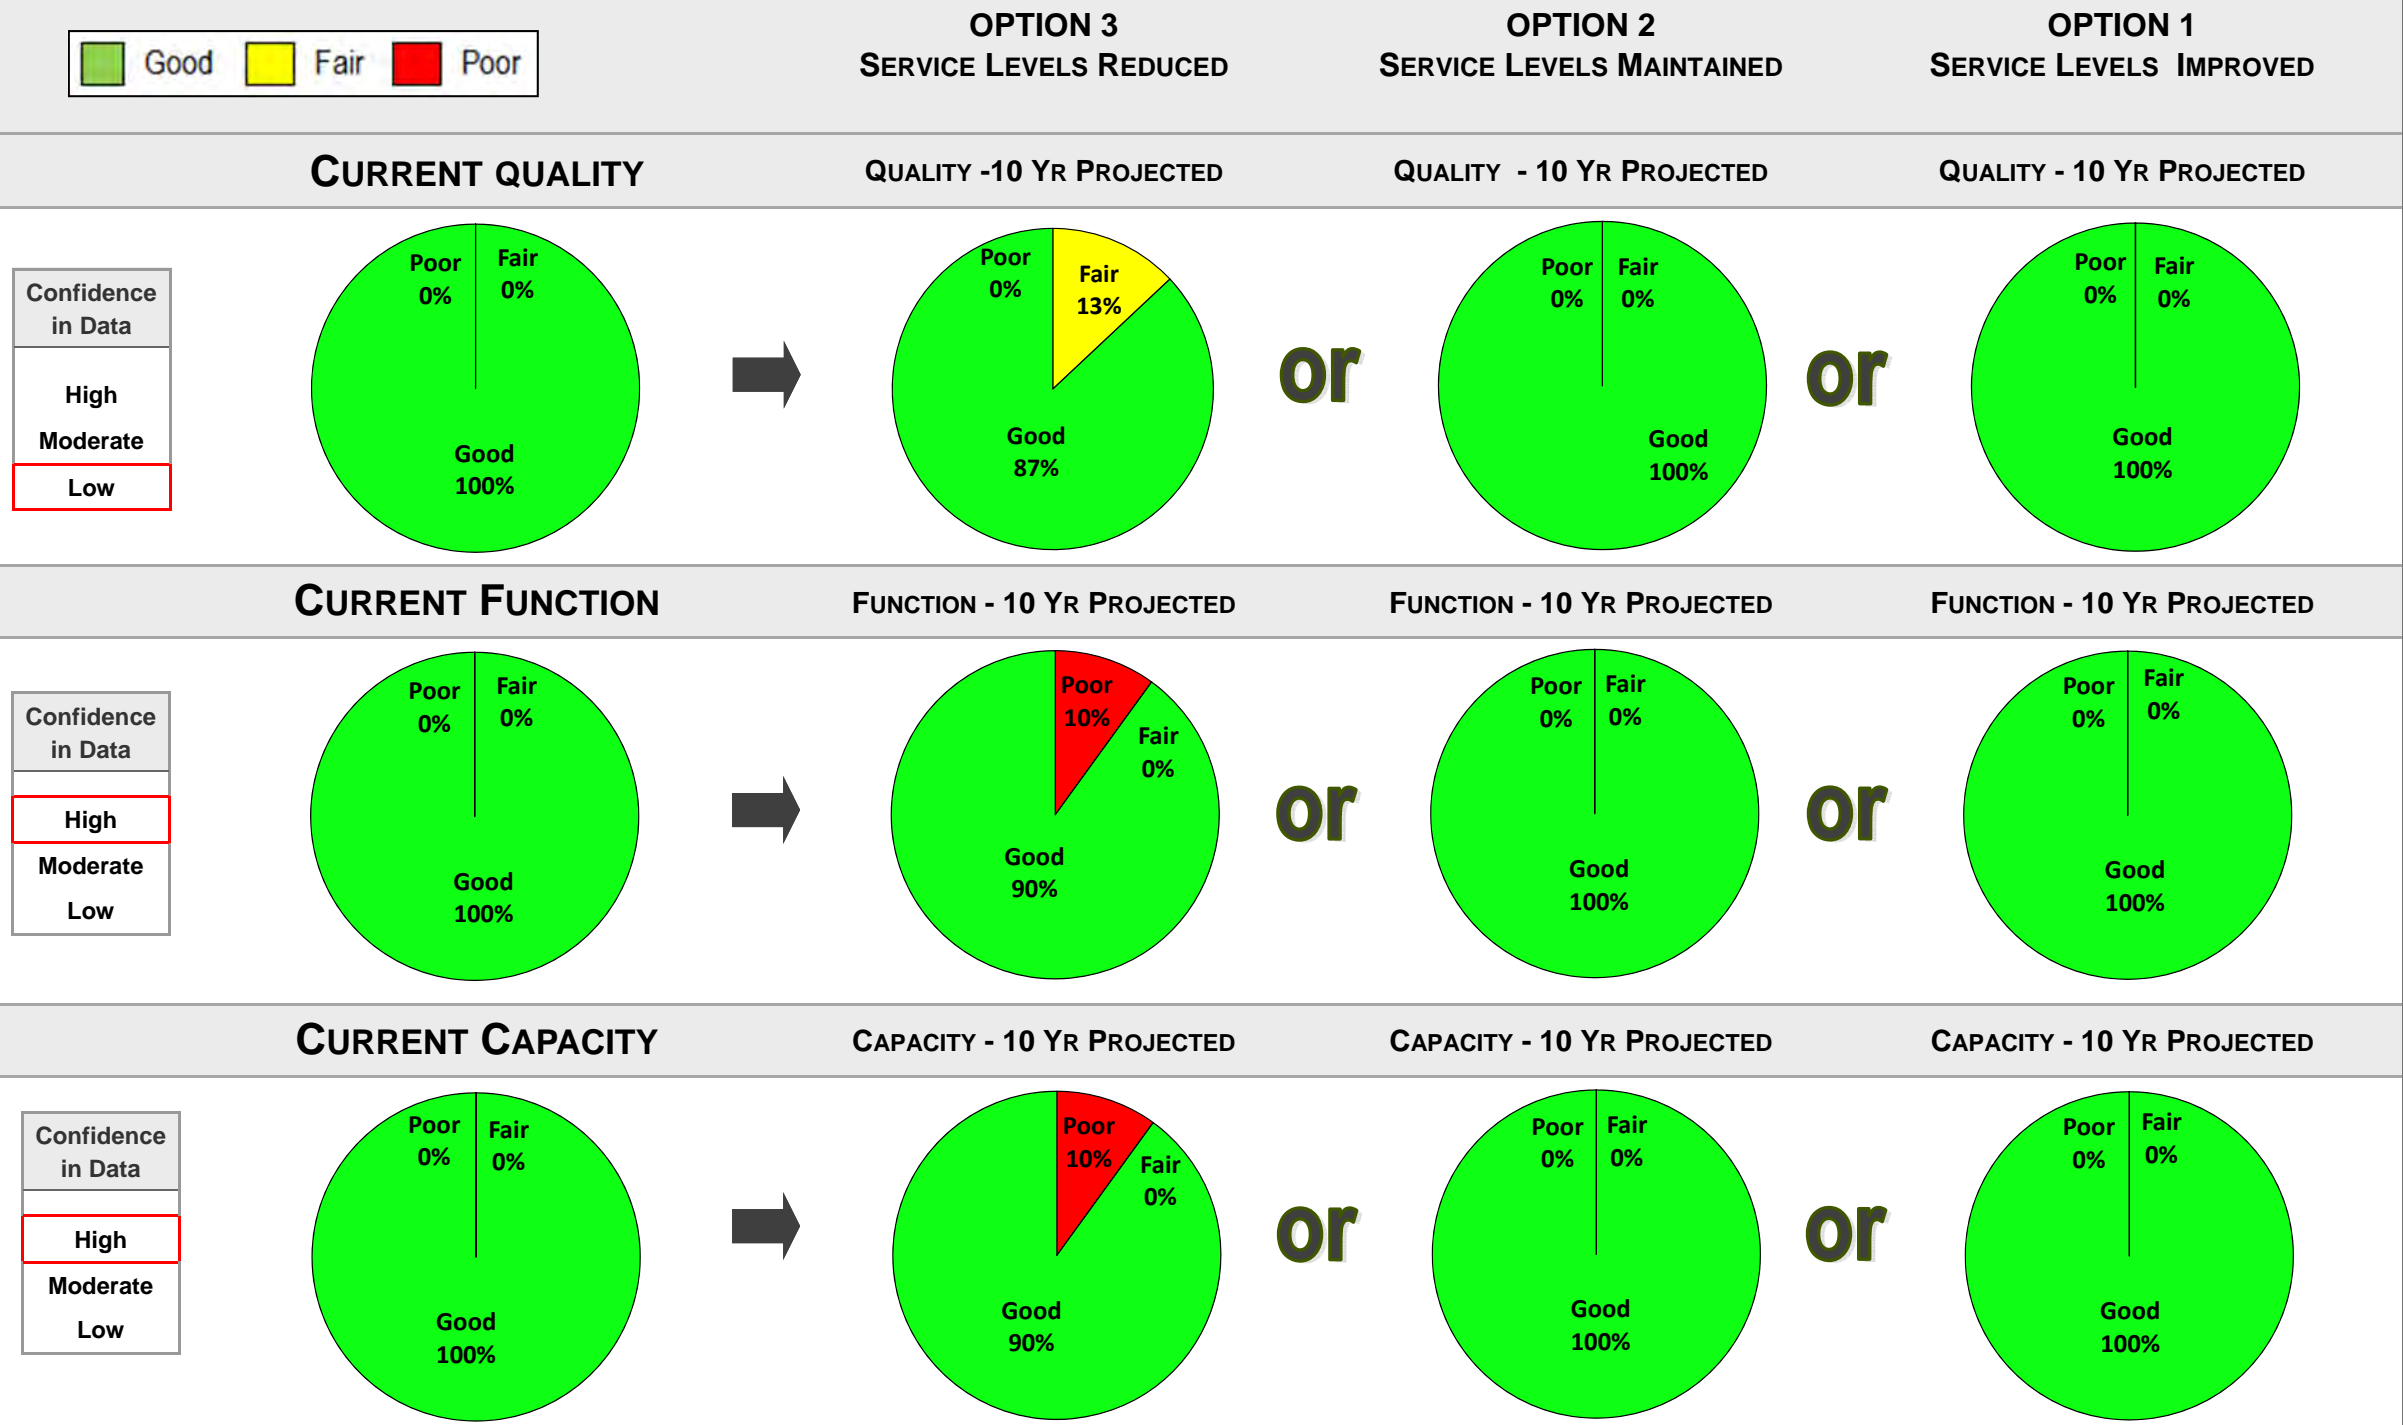 Good Fair Poor
OPTION 3
SERVICE LEVELS REDUCED
OPTION 2
SERVICE LEVELS MAINTAINED
OPTION 1
SERVICE LEVELS IMPROVED
CURRENT QUALITY
QUALITY -10 YR PROJECTED
QUALITY - 10 YR PROJECTED
QUALITY - 10 YR PROJECTED
Confidence
in Data
High
Moderate
Low
Poor
0%
Fair
0%
Good
100%
Poor
0%
Fair
13%
Good
87%
or
Poor
0%
Fair
0%
Good
100%
or
Poor
0%
Fair
0%
Good
100%
CURRENT FUNCTION
FUNCTION - 10 YR PROJECTED
FUNCTION - 10 YR PROJECTED
FUNCTION - 10 YR PROJECTED
Confidence
in Data
High
Moderate
Low
Poor
0%
Fair
0%
Good
100%
Poor
10%
Fair
0%
Good
90%
or
Poor
0%
Fair
0%
Good
100%
or
Poor
0%
Fair
0%
Good
100%
CURRENT CAPACITY
CAPACITY - 10 YR PROJECTED
CAPACITY - 10 YR PROJECTED
CAPACITY - 10 YR PROJECTED
Confidence
in Data
High
Moderate
Low
Poor
0%
Fair
0%
Good
100%
Poor
10%
Fair
0%
Good
90%
or
Poor
0%
Fair
0%
Good
100%
or
Poor
0%
Fair
0%
Good
100%